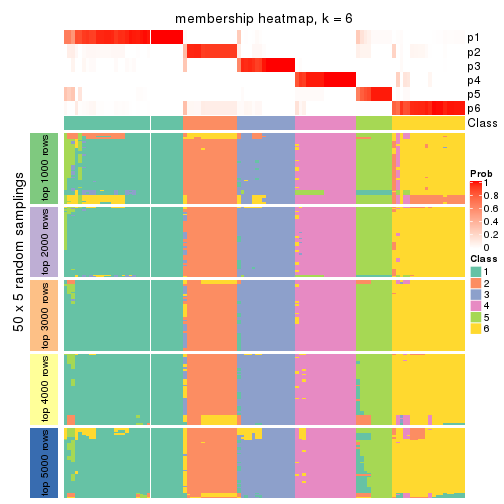 membership heatmap, k = 6
p1
p2
p3
p4
p5
p6
Class
50 x 5 random samplings
top 1000 rows
top 2000 rows
top 3000 rows
top 4000 rows
top 5000 rows
Prob
1
0.8
0.6
0.4
0.2
0
Class
1
2
3
4
5
6